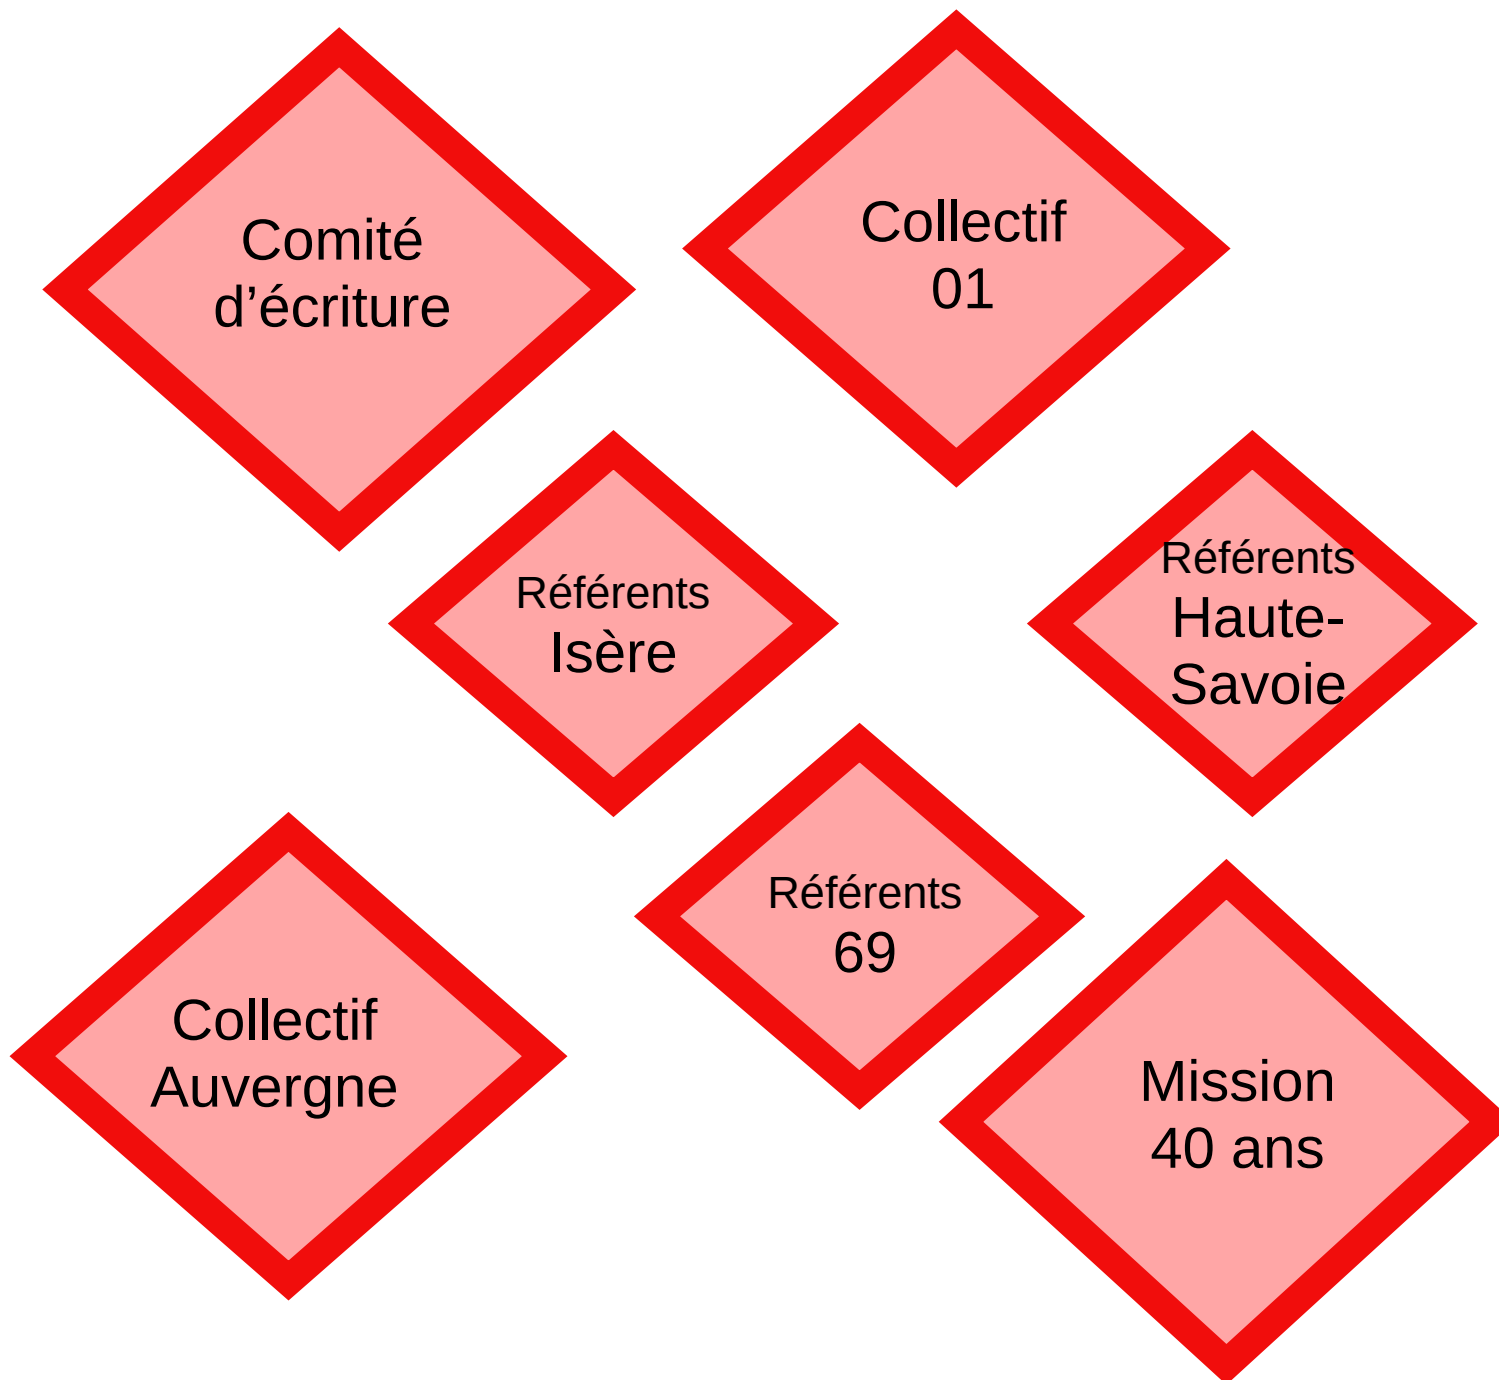 Comité
d’écriture
Collectif
01
Référents
Isère
Référents
Haute-
Savoie
Référents
69
Collectif
Auvergne
Mission
40 ans